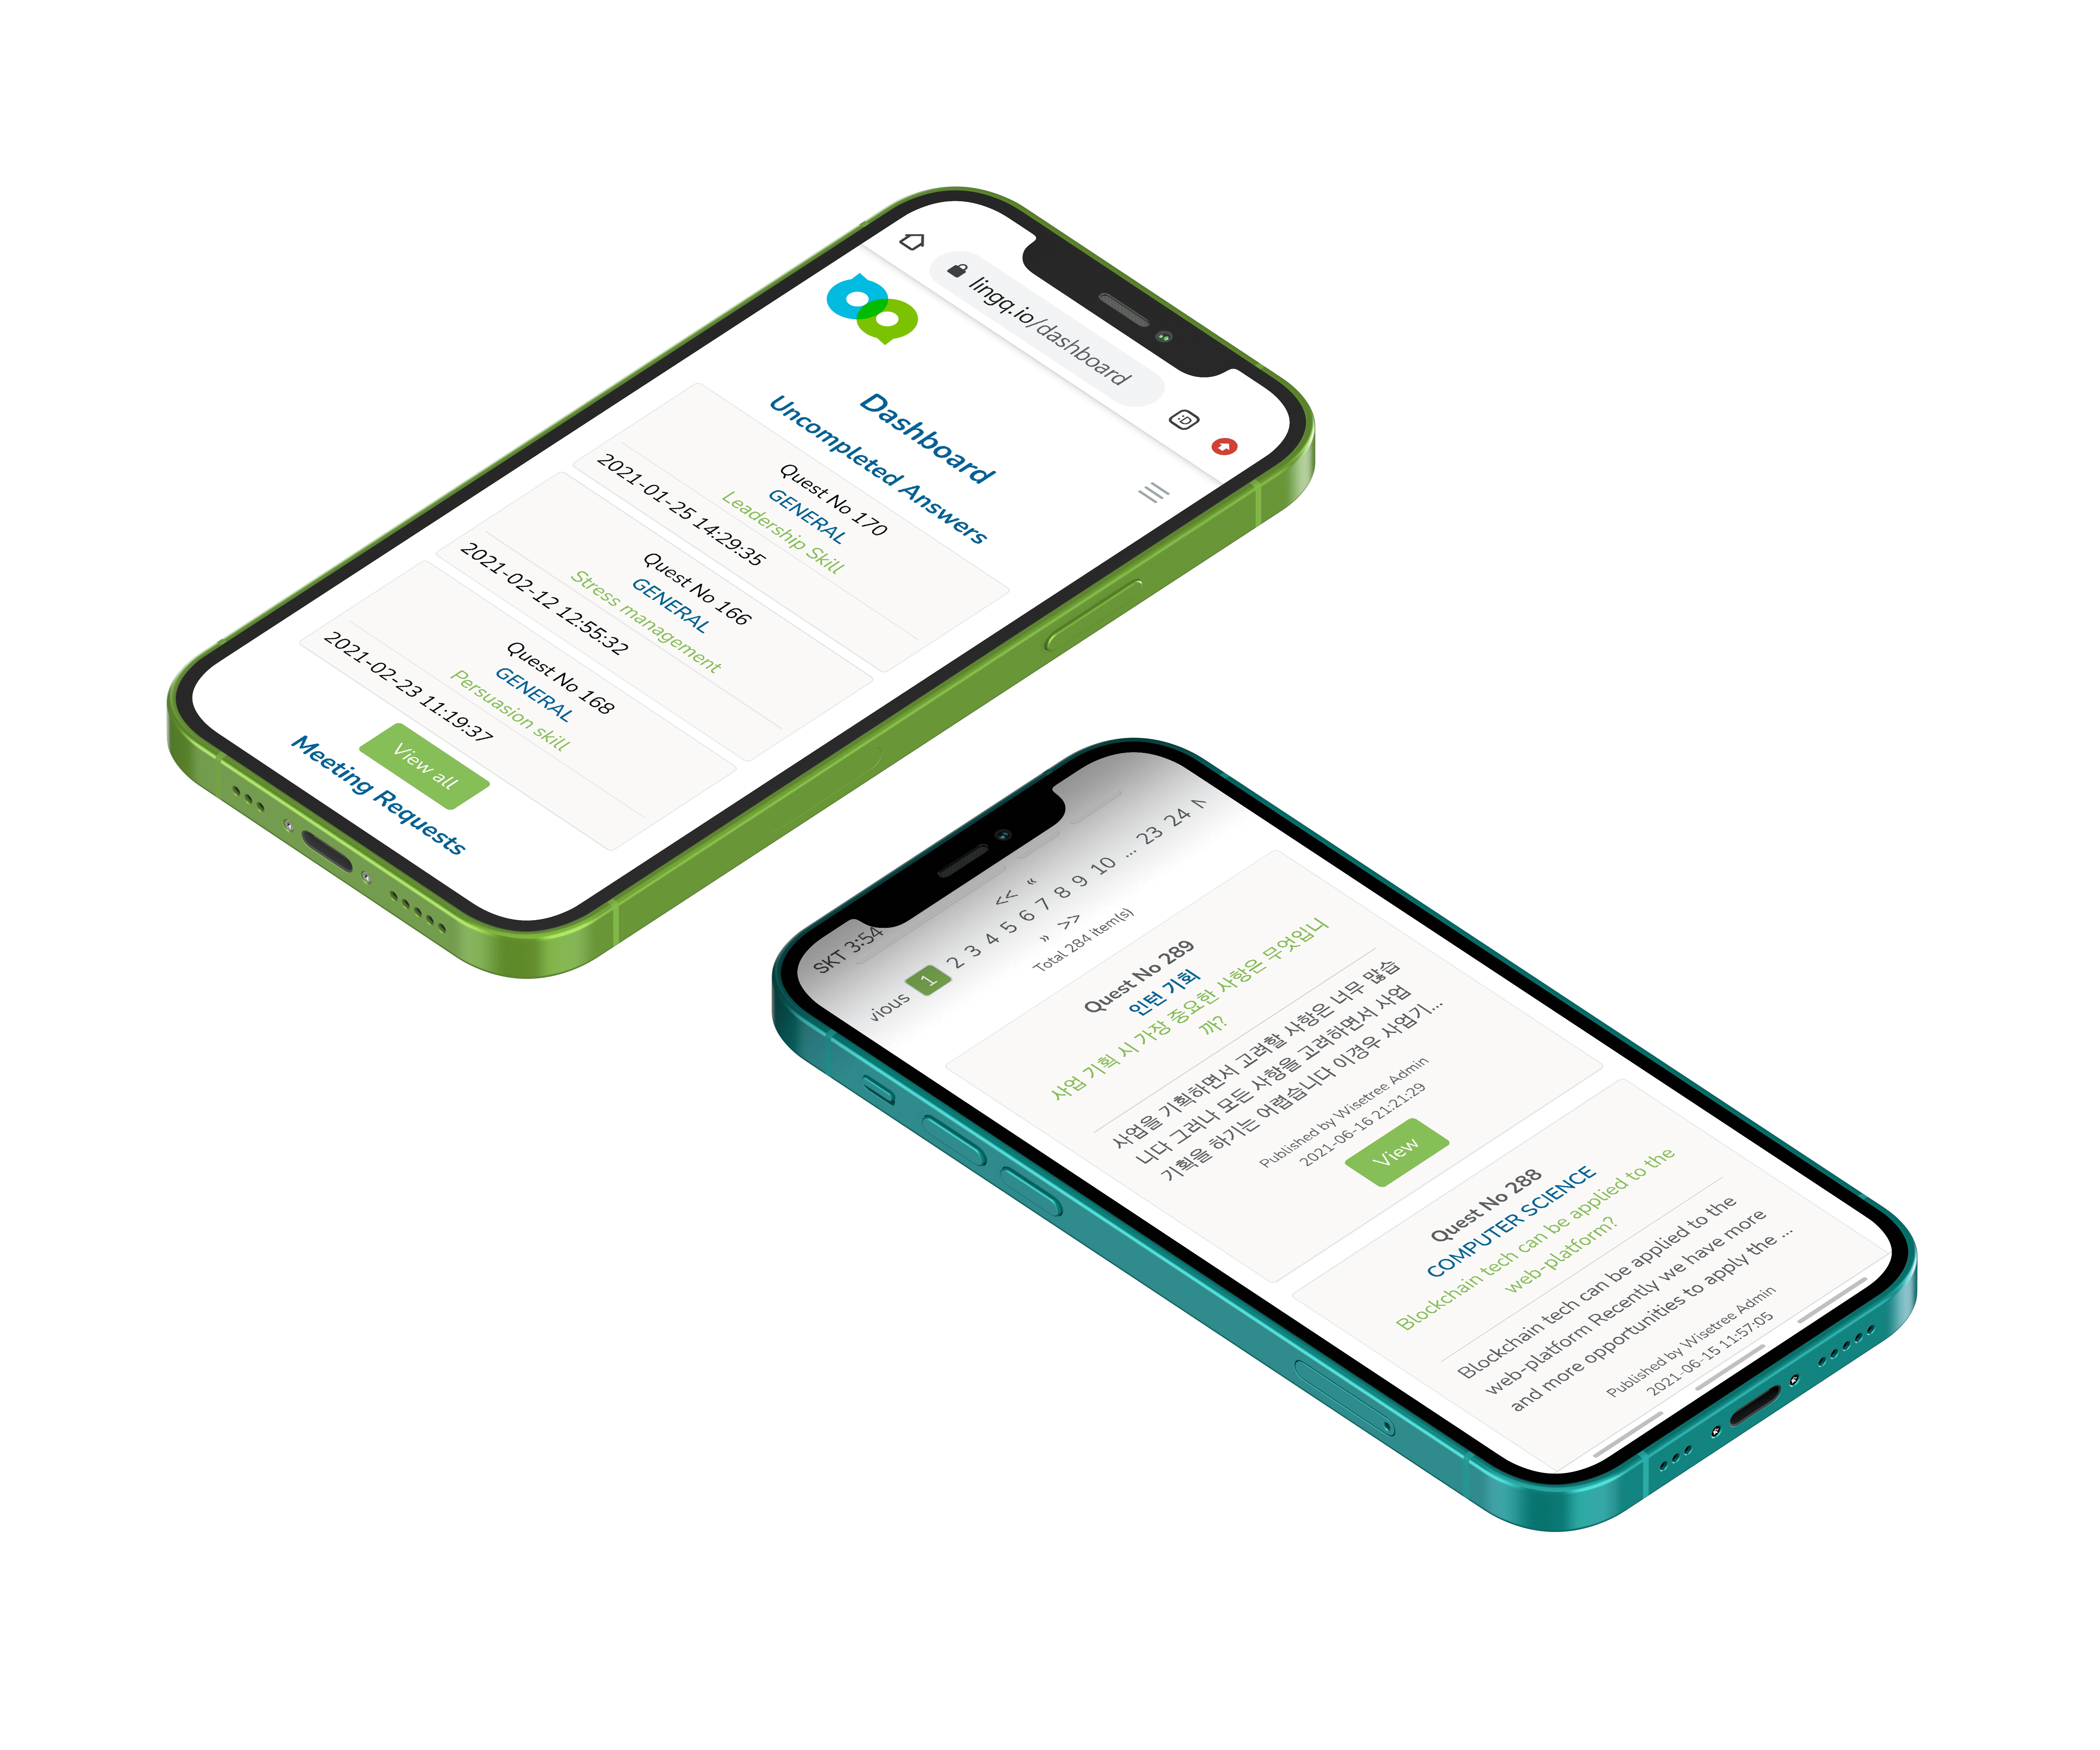 lingq.io/dashboard
:D
Dashboard
Uncompleted Answers
Quest No 170
GENERAL
Leadership Skill
2021-01-25 14:29:35
Quest No 166
GENERAL
Stress management
2021-02-12 12:55:32
Quest No 168
GENERAL
Persuasion skill
2021-02-23 11:19:37
View all
Meeting Requests
SKT 3:54
<< «
vious 1 2 3 4 5 6 7 8 9 10 ... 23 24 N
» >>
Total 284 item(s)
Quest No 289
인턴 기회
사업 기획 시 가장 중요한 사항은 무엇입니
까?
사업을 기획하면서 고려할 사항은 너무 많습
니다 그러나 모든 사항을 고려하면서 사업
기획을 하기는 어렵습니다 이경우 사업기...
Published by Wisetree Admin
2021-06-16 21:21:29
View
Quest No 288
COMPUTER SCIENCE
Blockchain tech can be applied to the
web-platform?
Blockchain tech can be applied to the
web-platform Recently we have more
and more opportunities to apply the ...
Published by Wisetree Admin
2021-06-15 11:57:05